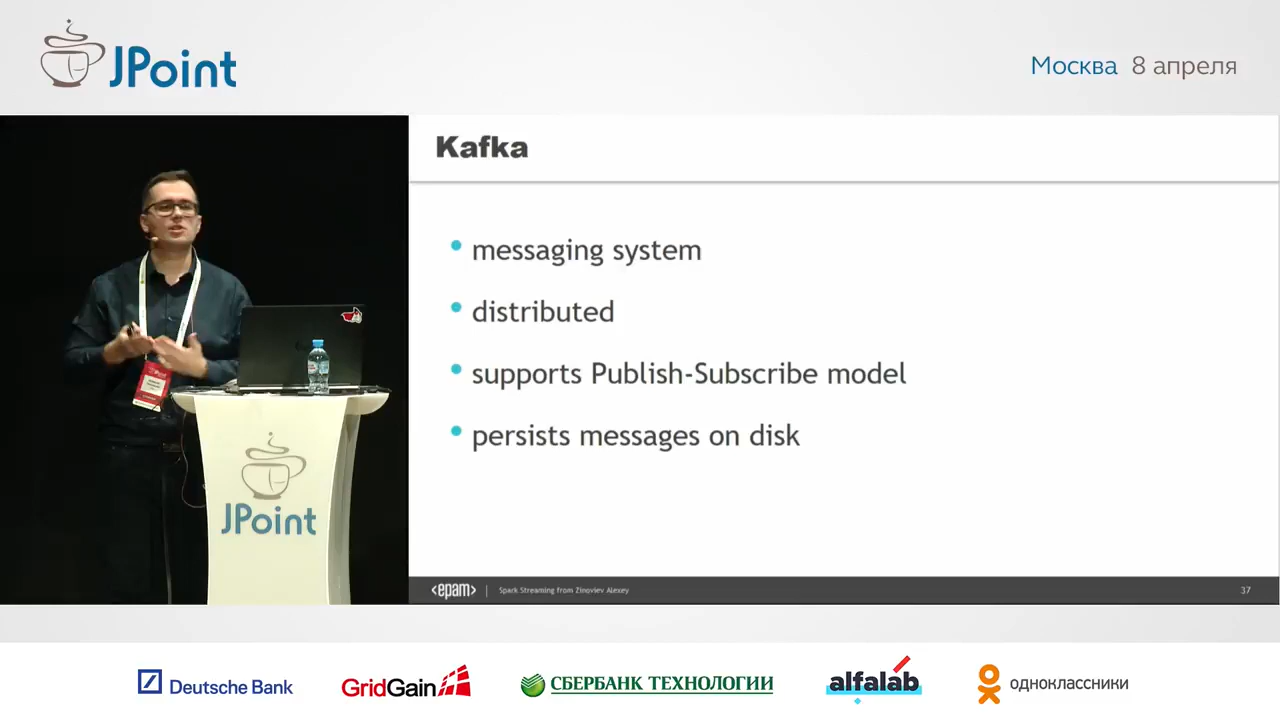 JPoint
Москва 8 апреля
Kafka
messaging system
distributed
supports Publish-Subscribe model
persists messages on disk
JPoint
<epam> | Spark Streaming from Zinoviev Alexey
37
Deutsche Bank
GridGain
СБЕРБАНК ТЕХНОЛОГИИ
alfalab
одноклассники